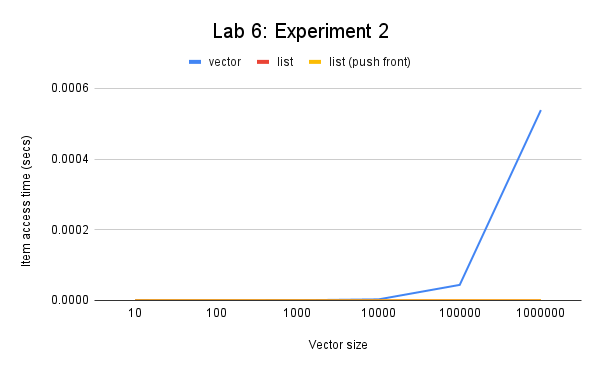 Lab 6: Experiment 2
vector list list (push front)
0.0006
0.0004
0.0002
0.0000
Item access time (secs)
10 100 1000 10000 100000 1000000
Vector size